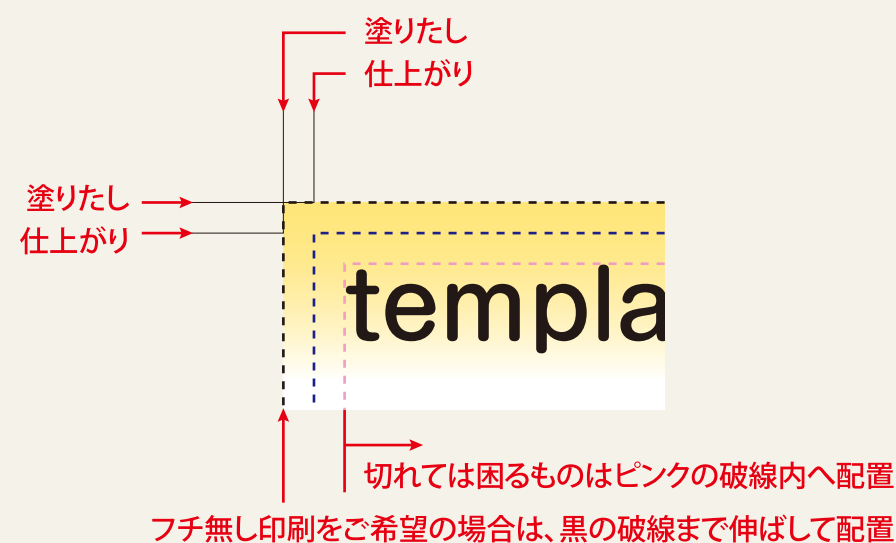 塗りたし
仕上がり
塗りたし
仕上がり
templa
切れては困るものはピンクの破線内へ配置
フチ無し印刷をご希望の場合は、黒の破線まで伸ばして配置